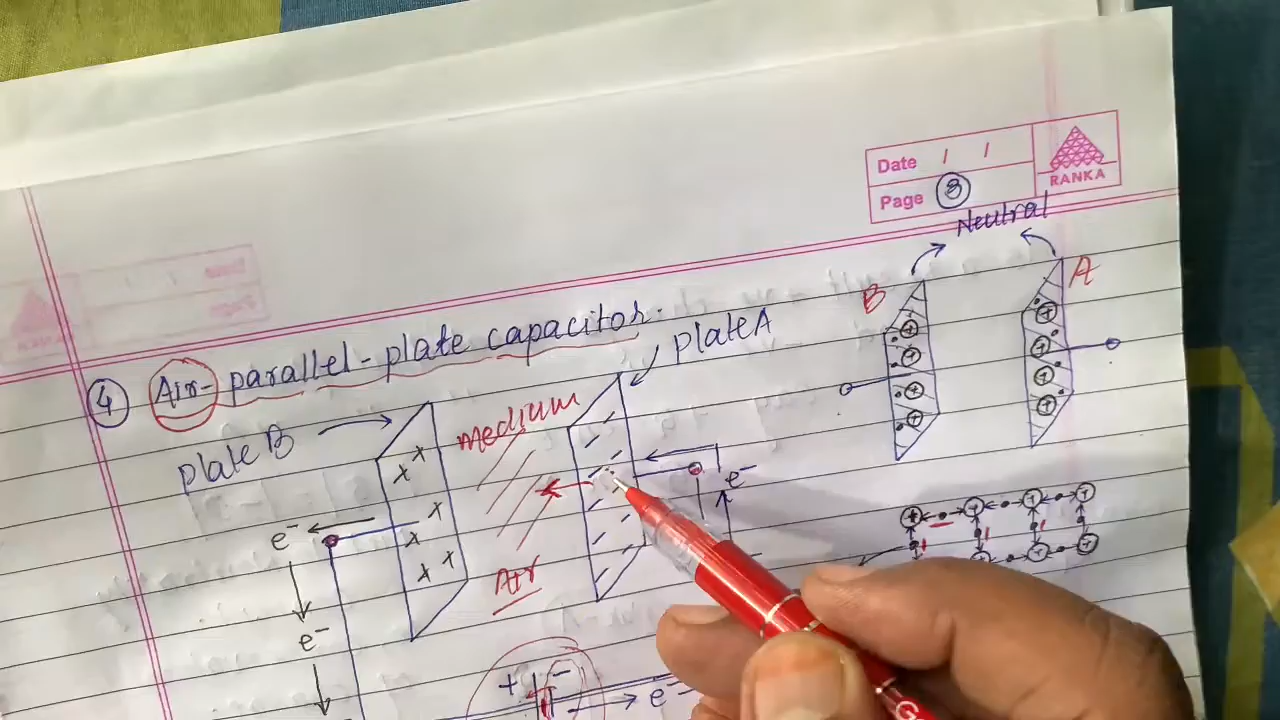 Date / /
RANKA
Page 8
Neutral
B
A
4 Air-parallel-plate capacitor.
Plate A
Plate B
Medium
e⁻
e⁻
Air
e⁻
+ -
e⁻